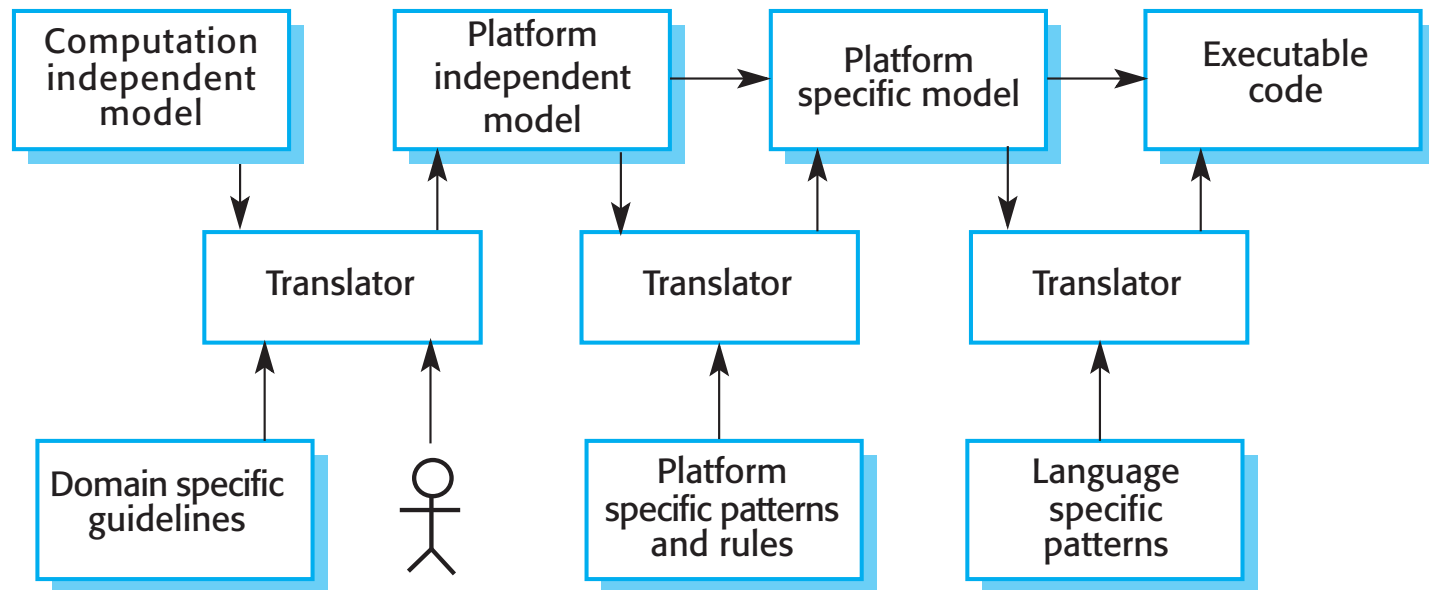 Computation
independent
model
Platform
independent
model
Platform
specific model
Executable
code
Translator
Translator
Translator
Domain specific
guidelines
Platform
specific patterns
and rules
Language
specific
patterns